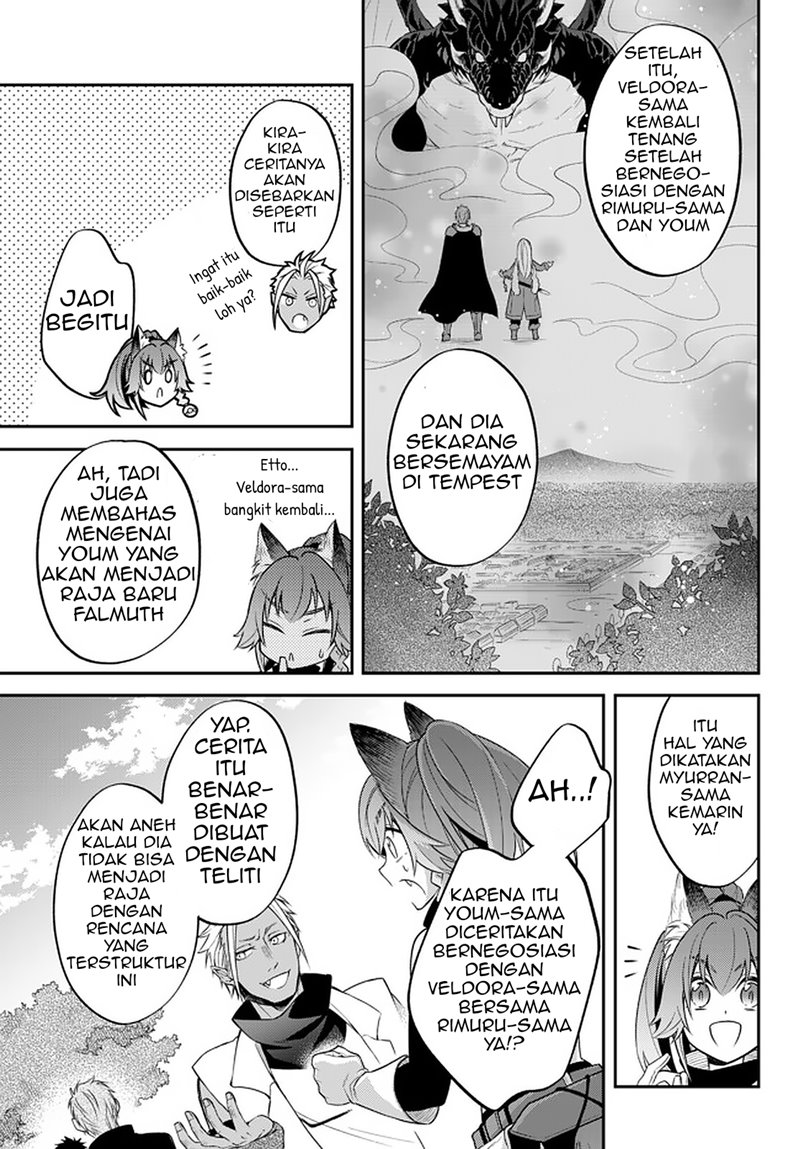 SETELAH
ITU,
VELDORA-
SAMA
KEMBALI
TENANG
SETELAH
BERNEGO-
SIASI DENGAN
RIMURU-SAMA
DAN YOUM
DAN DIA
SEKARANG
BERSEMAYAM
DI TEMPEST
KIRA-
KIRA
CERITANYA
AKAN
DISEBARKAN
SEPERTI
ITU
Ingat itu
baik-baik
loh ya?
JADI
BEGITU
Etto...
Veldora-sama
bangkit kembali...
AH, TADI
JUGA
MEMBAHAS
MENGENAI
YOUM YANG
AKAN MENJADI
RAJA BARU
FALMUTH
ITU
HAL YANG
DIKATAKAN
MYURRAN-
SAMA
KEMARIN
YA!
AH..!
KARENA ITU
YOUM-SAMA
DICERITAKAN
BERNEGOSIASI
DENGAN
VELDORA-SAMA
BERSAMA
RIMURU-SAMA
YA!?
YAP.
CERITA
ITU
BENAR-
BENAR
DIBUAT
DENGAN
TELITI
AKAN ANEH
KALAU DIA
TIDAK BISA
MENJADI
RAJA
DENGAN
RENCANA
YANG
TERSTRUKTUR
INI